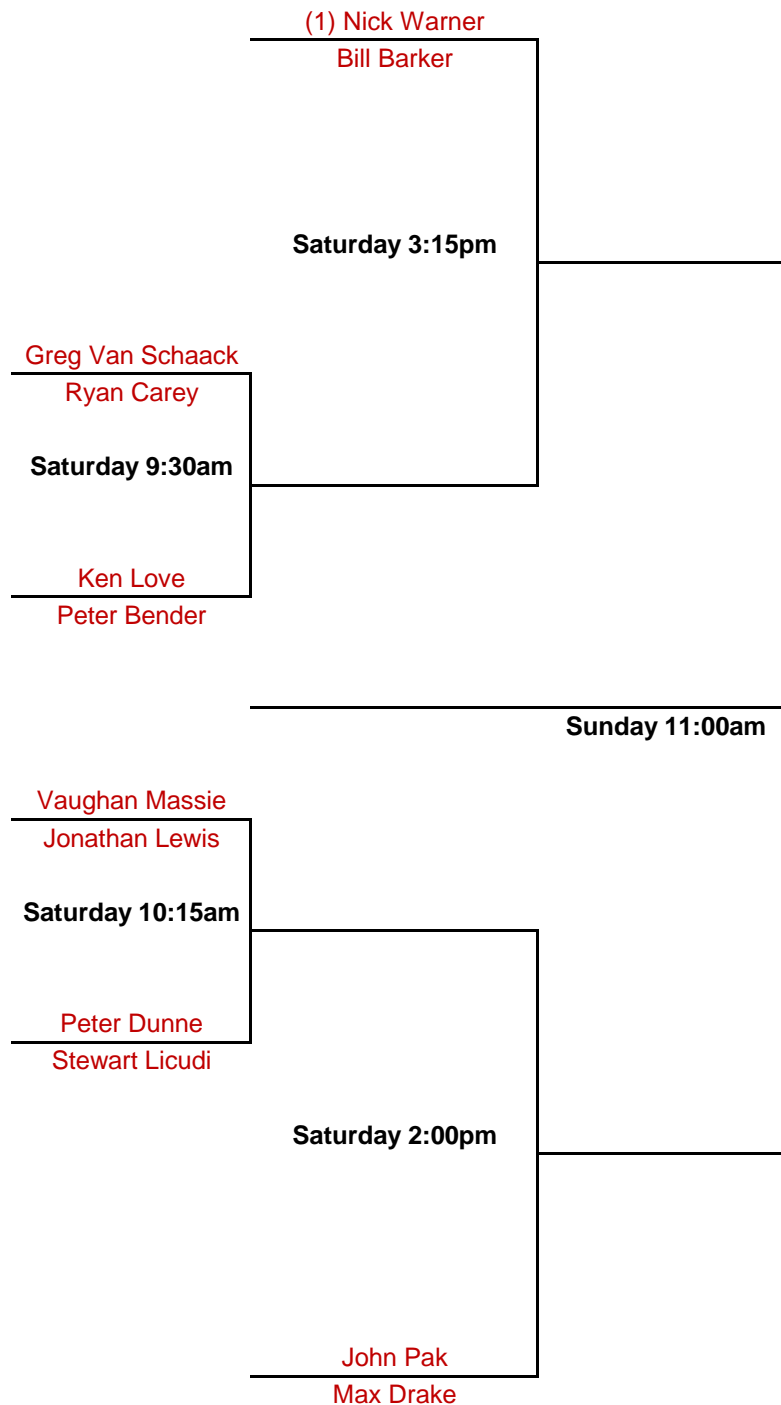 (1) Nick Warner
Bill Barker
Saturday 3:15pm
Greg Van Schaack
Ryan Carey
Saturday 9:30am
Ken Love
Peter Bender
Sunday 11:00am
Vaughan Massie
Jonathan Lewis
Saturday 10:15am
Peter Dunne
Stewart Licudi
Saturday 2:00pm
John Pak
Max Drake